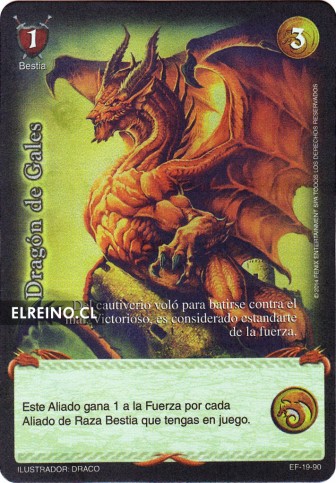 1
3
Bestia
Dragón de Gales
© 2014 FENIX ENTERTAINMENT SPA TODOS LOS DERECHOS RESERVADOS
ELREINO.CL
Del cautiverio voló para batirse contra el
mal. Victorioso, es considerado estandarte
de la fuerza.
Este Aliado gana 1 a la Fuerza por cada
Aliado de Raza Bestia que tengas en juego.
ILUSTRADOR: DRACO
EF-19-90